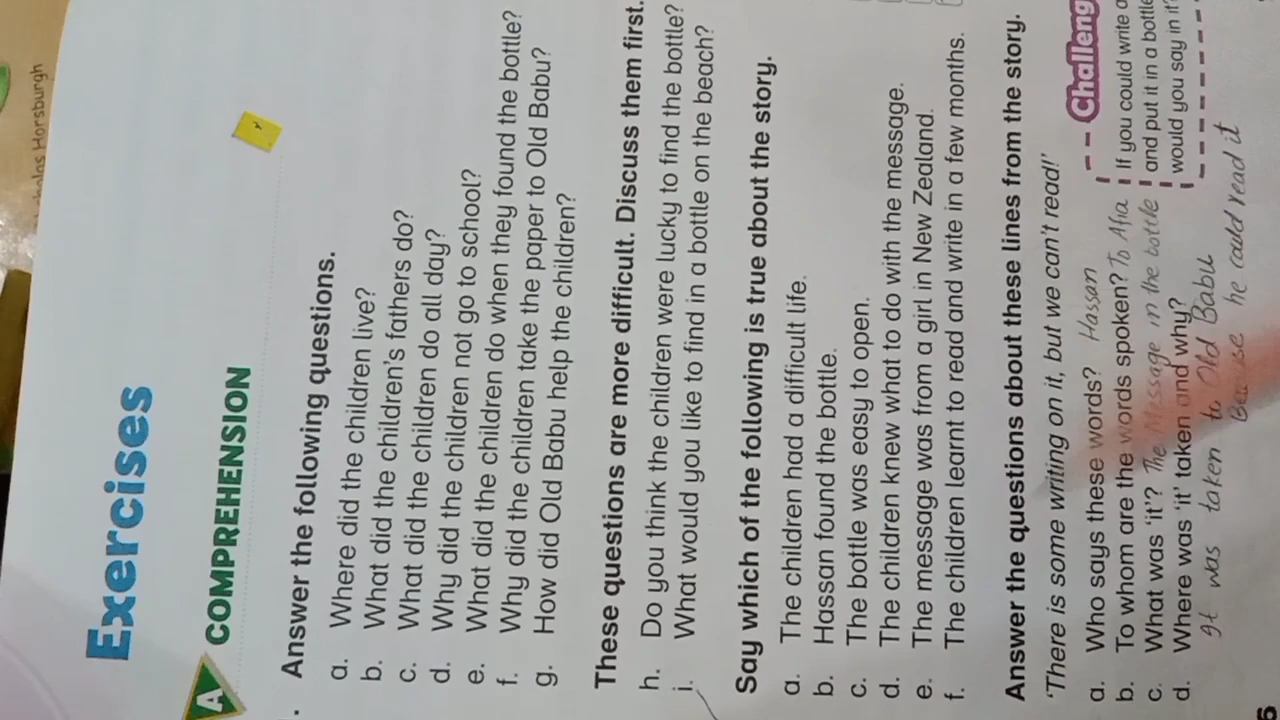 Horsburgh
Exercises
A COMPREHENSION
Answer the following questions.
a. Where did the children live?
b. What did the children's fathers do?
c. What did the children do all day?
d. Why did the children not go to school?
e. What did the children do when they found the bottle?
f. Why did the children take the paper to Old Babu?
g. How did Old Babu help the children?
These questions are more difficult. Discuss them first.
h. Do you think the children were lucky to find the bottle?
i. What would you like to find in a bottle on the beach?
Say which of the following is true about the story.
a. The children had a difficult life.
b. Hassan found the bottle.
c. The bottle was easy to open.
d. The children knew what to do with the message.
e. The message was from a girl in New Zealand.
f. The children learnt to read and write in a few months.
Answer the questions about these lines from the story.
'There is some writing on it, but we can't read!'
a. Who says these words? Hassan
b. To whom are the words spoken? To Afia
c. What was 'it'? The Message in the bottle
d. Where was 'it' taken and why?
It was taken to Old Babu
Because he could read it
Challeng
If you could write a
and put it in a bottle
would you say in it?
6